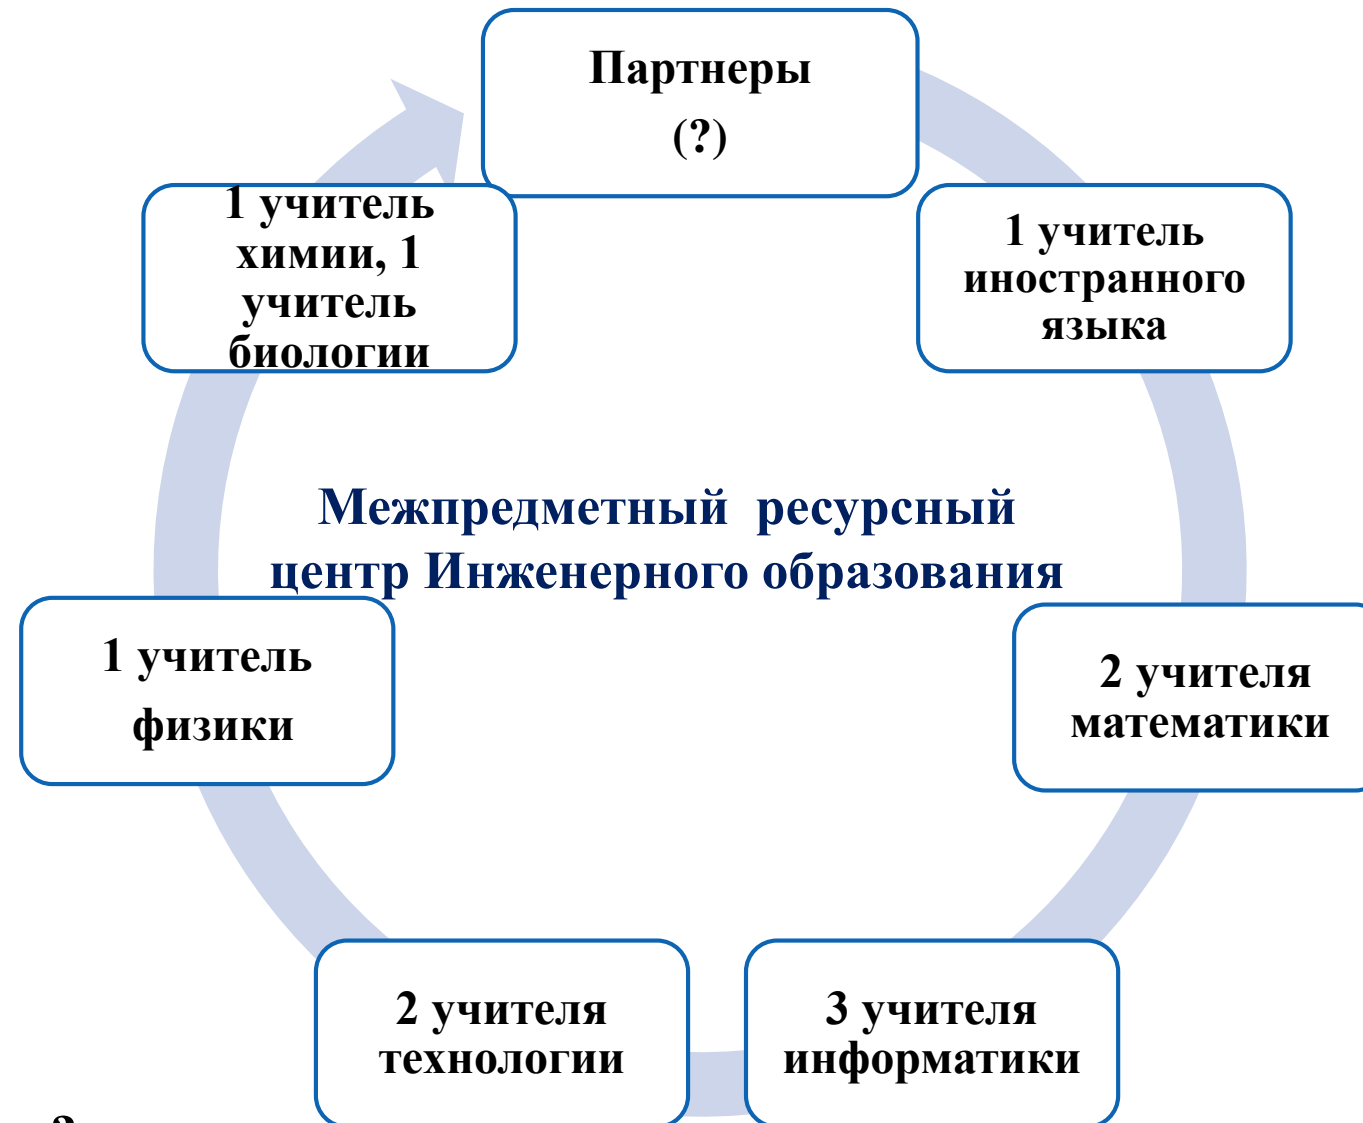 Партнеры
(?)
1 учитель
химии, 1
учитель
биологии
1 учитель
иностранного
языка
Межпредметный ресурсный
центр Инженерного образования
1 учитель
физики
2 учителя
математики
2 учителя
технологии
3 учителя
информатики